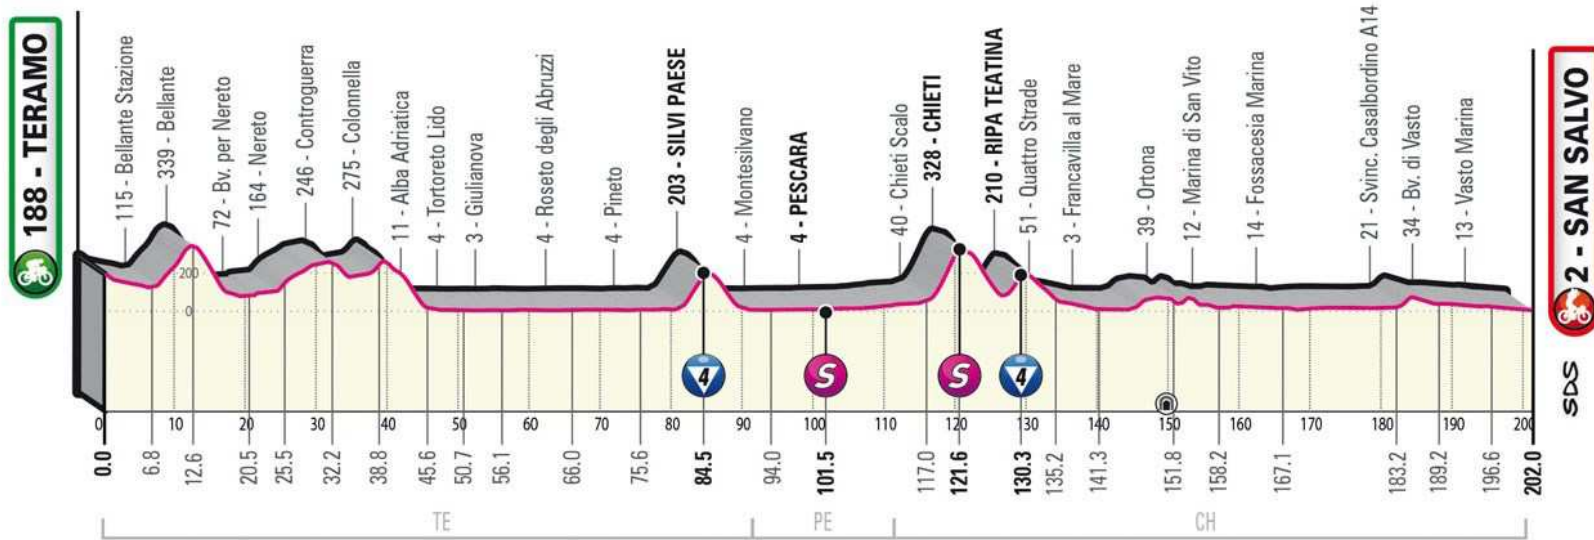 188 - TERAMO
115 - Bellante Stazione
339 - Bellante
72 - Bv. per Nereto
164 - Nereto
246 - Controguerra
275 - Colonnella
11 - Alba Adriatica
4 - Tortoreto Lido
3 - Giulianova
4 - Roseto degli Abruzzi
4 - Pineto
203 - SILVI PAESE
4 - Montesilvano
4 - PESCARA
40 - Chieti Scalo
328 - CHIETI
210 - RIPA TEATINA
51 - Quattro Strade
3 - Francavilla al Mare
39 - Ortona
12 - Marina di San Vito
14 - Fossacesia Marina
21 - Svinc. Casalbordino A14
34 - Bv. di Vasto
13 - Vasto Marina
2 - SAN SALVO
200
0
4
S
S
4
SDS
0 10 20 30 40 50 60 70 80 90 100 110 120 130 140 150 160 170 180 190 200
0.0 6.8 12.6 20.5 25.5 32.2 38.8 45.6 50.7 56.1 66.0 75.6 84.5 94.0 101.5 117.0 121.6 130.3 135.2 141.3 151.8 158.2 167.1 183.2 189.2 196.6 202.0
TE PE CH